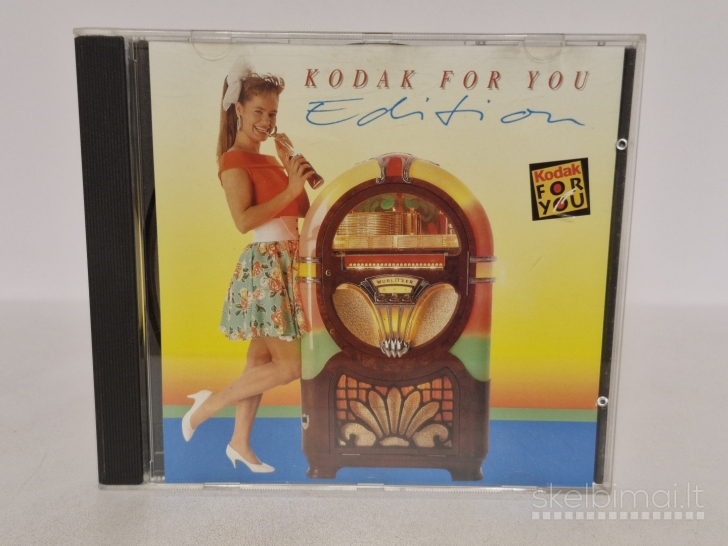 KODAK FOR YOU
Edition
Kodak
FOR
YOU
WURLITZER
skelbimai.lt